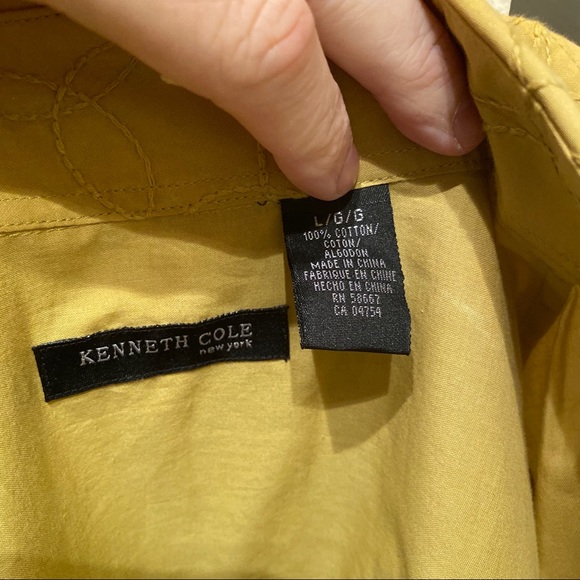 L/G/G
100% COTTON/
COTON/
ALGODON
MADE IN CHINA
FABRIQUE EN CHINE
HECHO EN CHINA
RN 58667
CA 04754
KENNETH COLE
new york